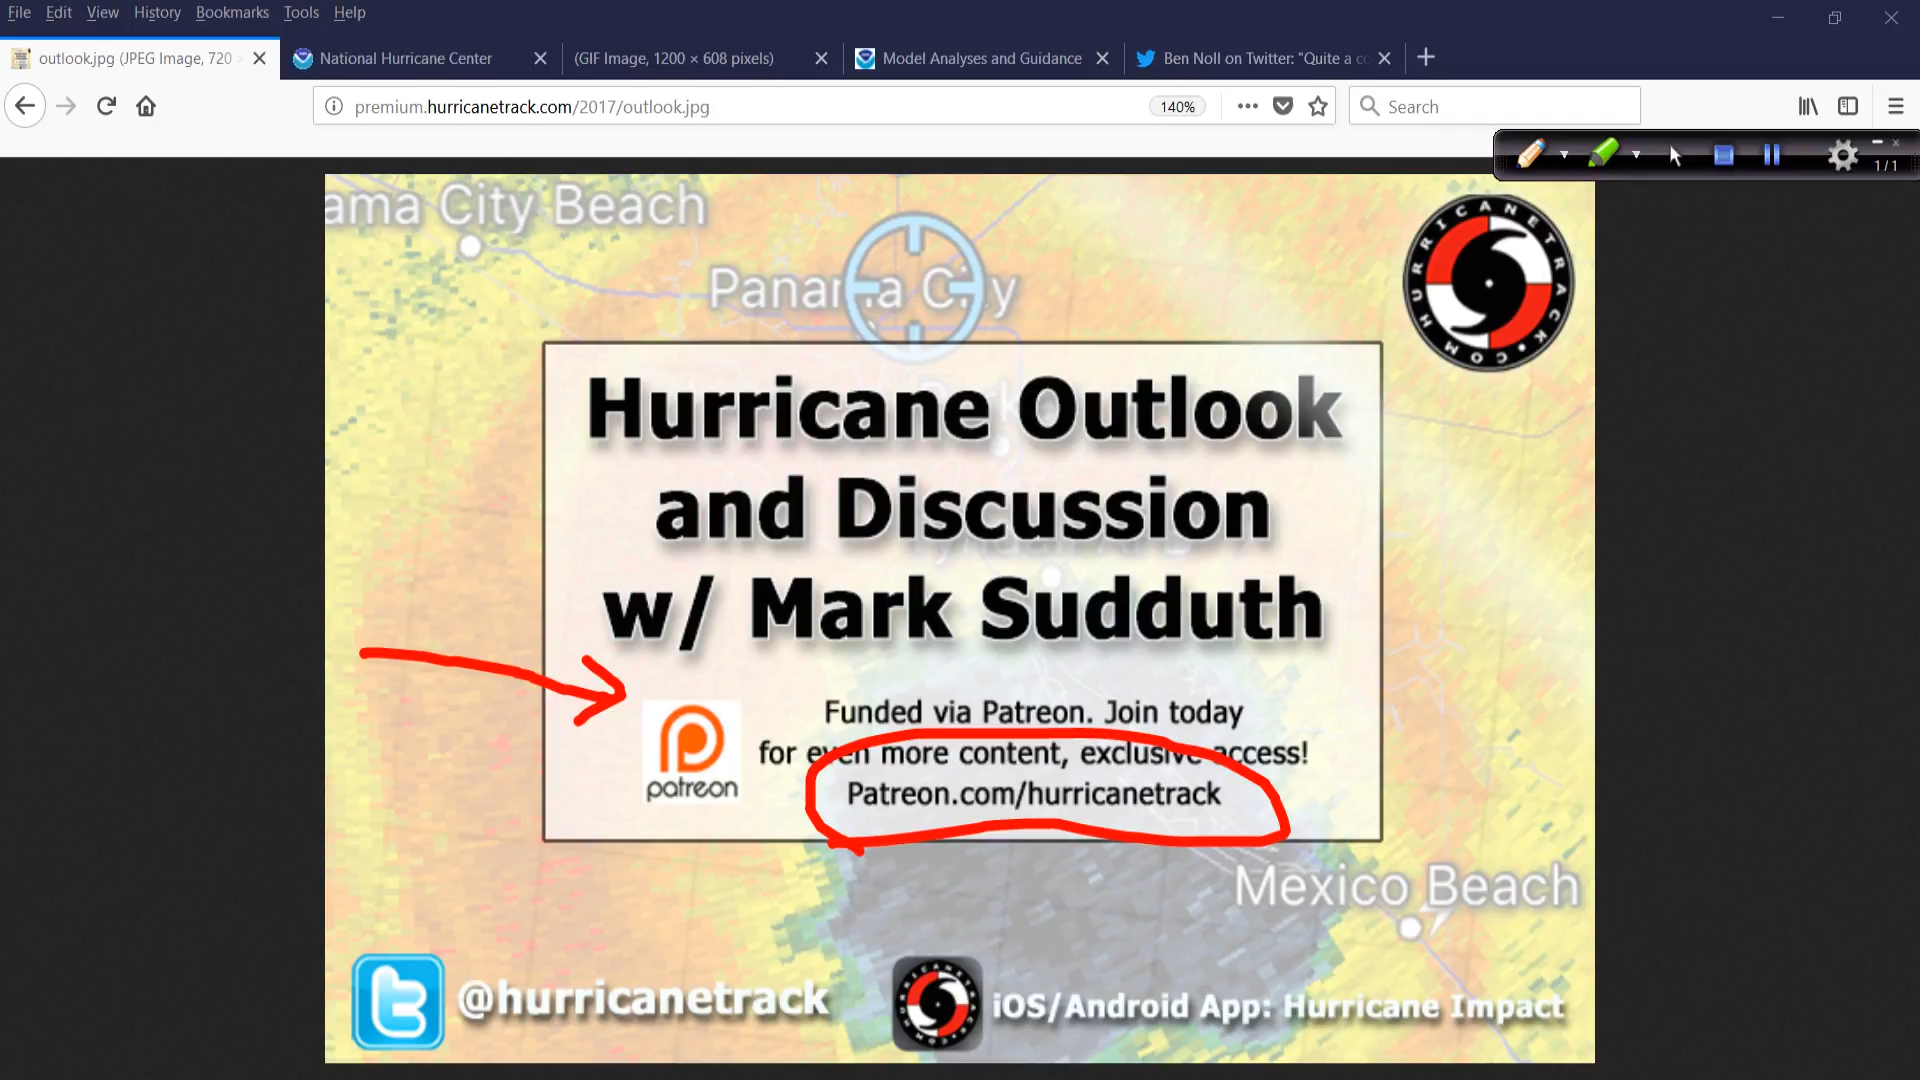 File Edit View History Bookmarks Tools Help
outlook.jpg (JPEG Image, 720
National Hurricane Center
(GIF Image, 1200 × 608 pixels)
Model Analyses and Guidance
Ben Noll on Twitter: "Quite a co
premium.hurricanetrack.com/2017/outlook.jpg
140%
Search
1/1
ama City Beach
Panama City
HURRICANETRACK.COM
Hurricane Outlook
and Discussion
w/ Mark Sudduth
Funded via Patreon. Join today
for even more content, exclusive access!
Patreon.com/hurricanetrack
patreon
Mexico Beach
@hurricanetrack
iOS/Android App: Hurricane Impact